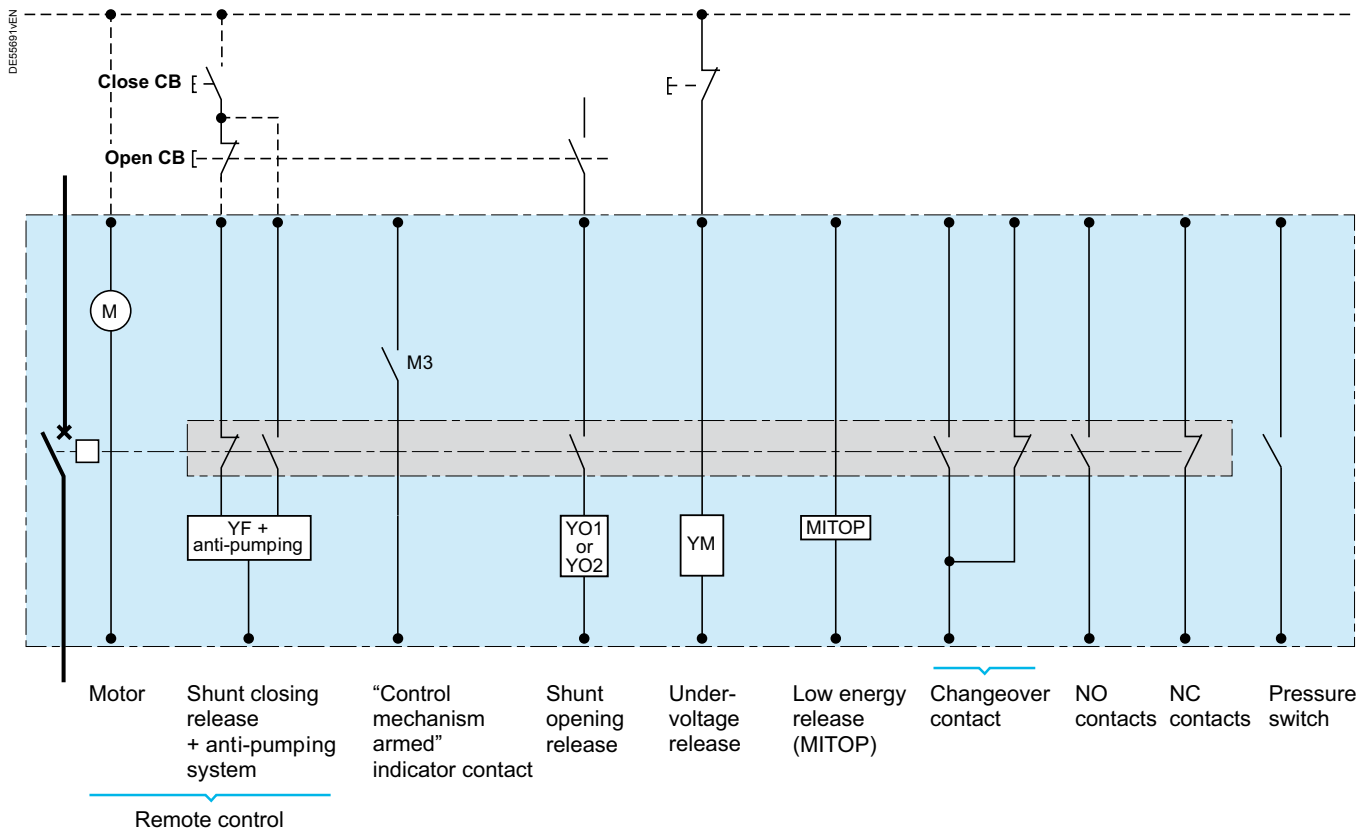 DE55691vEN
Close CB
Open CB
M
M3
YF +
anti-pumping
YO1
or
YO2
YM
MITOP
Motor
Shunt closing
release
+ anti-pumping
system
“Control
mechanism
armed”
indicator contact
Shunt
opening
release
Under-
voltage
release
Low energy
release
(MITOP)
Changeover
contact
NO
contacts
NC
contacts
Pressure
switch
Remote control